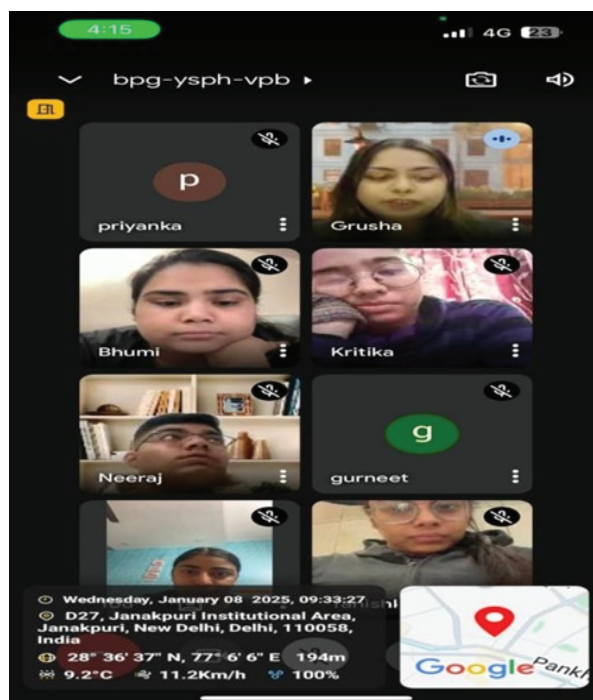 4:15
4G 23
bpg-ysph-vpb
p
priyanka
Grusha
Bhumi
Kritika
Neeraj
g
gurneet
You
Wednesday, January 08 2025, 09:33:27
D27, Janakpuri Institutional Area,
Janakpuri, New Delhi, Delhi, 110058,
India
28° 36' 37" N, 77° 6' 6" E 194m
9.2°C 11.2Km/h 100%
Google